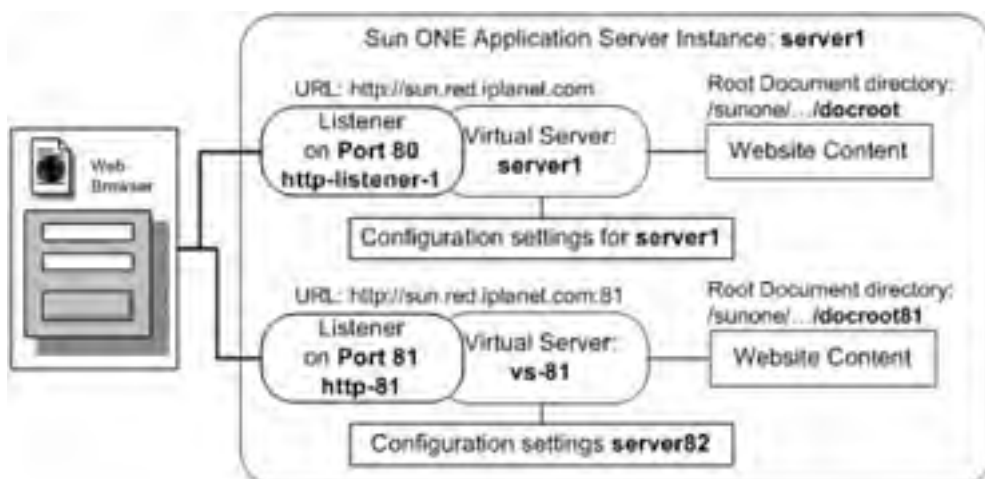 Sun ONE Application Server Instance: server1
URL: http://sun.red.iplanet.com
Root Document directory:
/sunone/.../docroot
Web-
Browser
Listener
on Port 80
http-listener-1
Virtual Server:
server1
Website Content
Configuration settings for server1
URL: http://sun.red.iplanet.com:81
Root Document directory:
/sunone/.../docroot81
Listener
on Port 81
http-81
Virtual Server:
vs-81
Website Content
Configuration settings server82